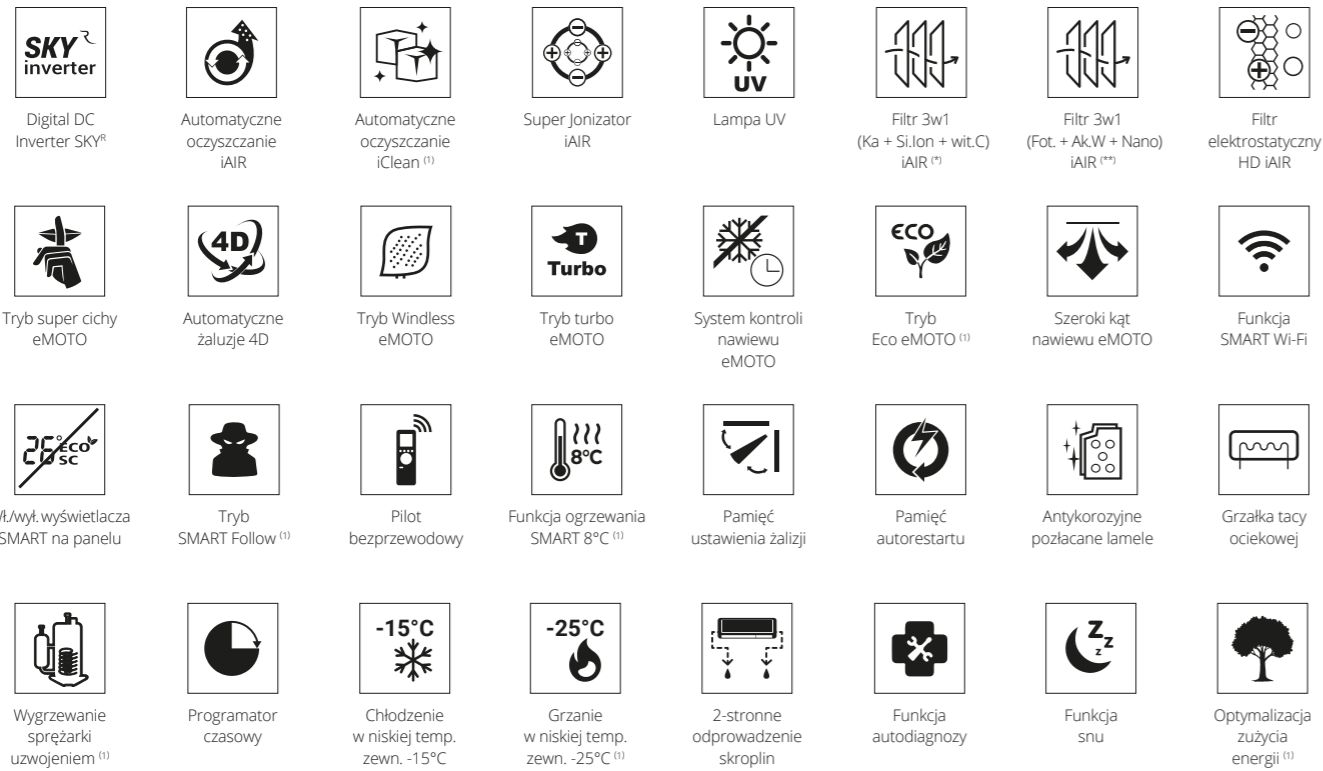 SKY R
inverter
Digital DC
Inverter SKYᴿ
Automatyczne
oczyszczanie
iAIR
Automatyczne
oczyszczanie
iClean (1)
Super Jonizator
iAIR
UV
Lampa UV
Filtr 3w1
(Ka + Si.Ion + wit.C)
iAIR (*)
Filtr 3w1
(Fot. + Ak.W + Nano)
iAIR (**)
Filtr
elektrostatyczny
HD iAIR
Tryb super cichy
eMOTO
4D
Automatyczne
żaluzje 4D
Tryb Windless
eMOTO
T
Turbo
Tryb turbo
eMOTO
System kontroli
nawiewu
eMOTO
ECO
Tryb
Eco eMOTO (1)
Szeroki kąt
nawiewu eMOTO
Funkcja
SMART Wi-Fi
26° ECO
SC
ł./wył. wyświetlacza
SMART na panelu
Tryb
SMART Follow (1)
Pilot
bezprzewodowy
8°C
Funkcja ogrzewania
SMART 8°C (1)
Pamięć
ustawienia żalizji
Pamięć
autorestartu
Antykorozyjne
pozłacane lamele
Grzałka tacy
ociekowej
Wygrzewanie
sprężarki
uzwojeniem (1)
Programator
czasowy
-15°C
Chłodzenie
w niskiej temp.
zewn. -15°C
-25°C
Grzanie
w niskiej temp.
zewn. -25°C (1)
2-stronne
odprowadzenie
skroplin
Funkcja
autodiagnozy
Z z z
Funkcja
snu
Optymalizacja
zużycia
energii (1)